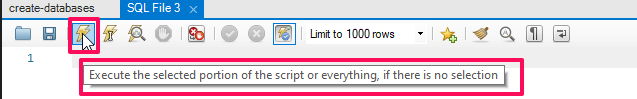 create-databases SQL File 3
Limit to 1000 rows
1
Execute the selected portion of the script or everything, if there is no selection